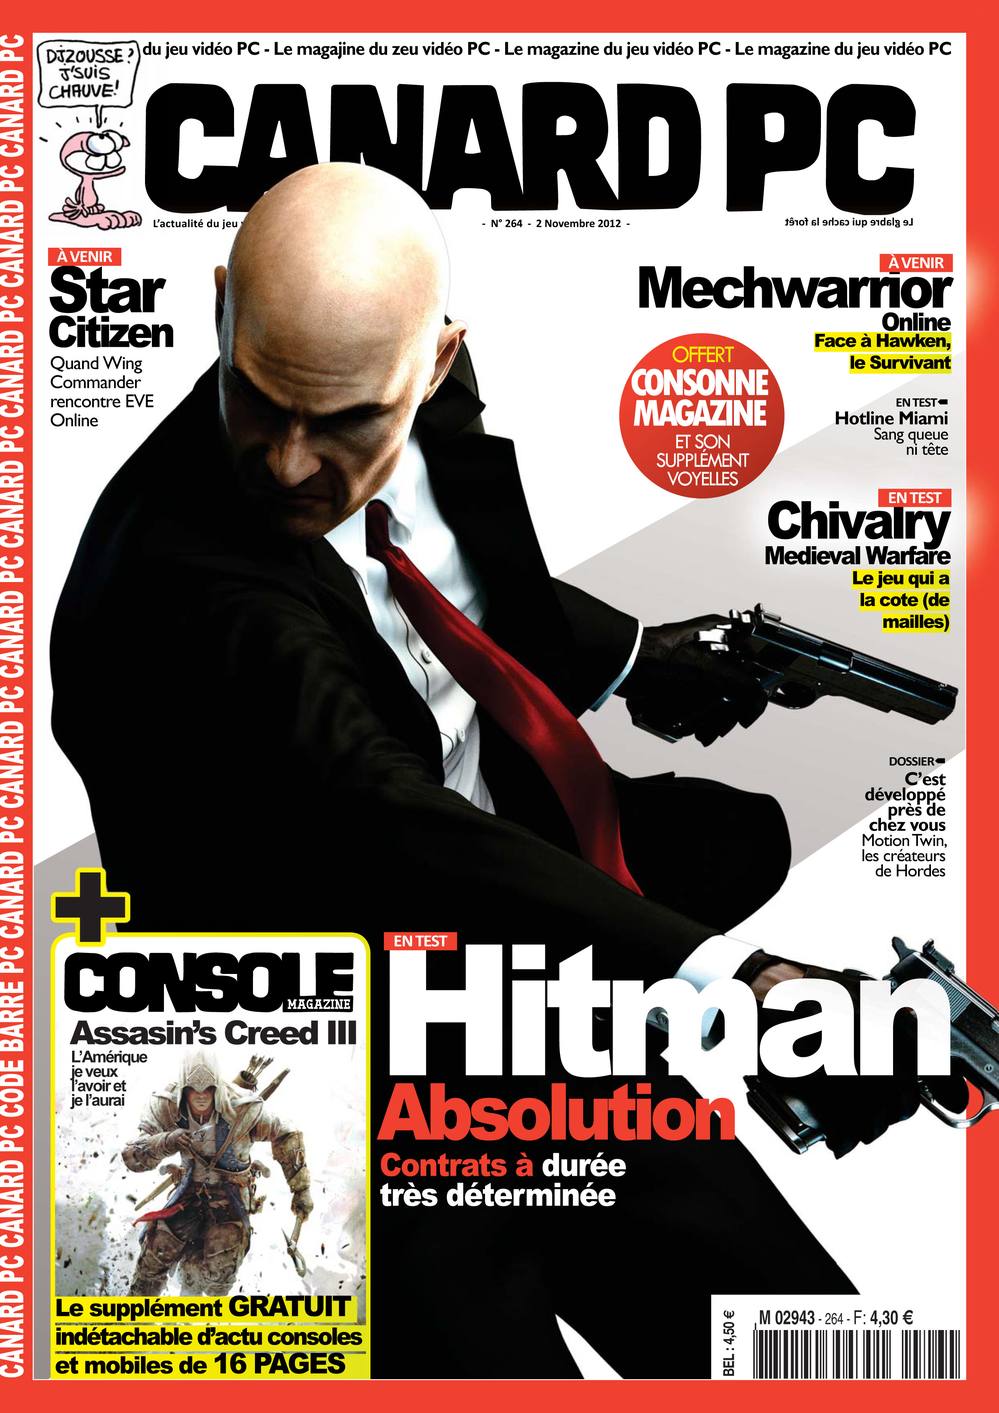 DJZOUSSE?
J'SUIS
CHAUVE!
du jeu vidéo PC - Le magajine du zeu vidéo PC - Le magazine du jeu vidéo PC - Le magazine du jeu vidéo PC
CANARD PC
L'actualité du jeu
- N° 264 - 2 Novembre 2012 -
Le glabre qui cache la forêt
À VENIR
Star
Citizen
Quand Wing
Commander
rencontre EVE
Online
À VENIR
Mechwarrior
Online
Face à Hawken,
le Survivant
OFFERT
CONSONNE
MAGAZINE
ET SON
SUPPLÉMENT
VOYELLES
EN TEST
Hotline Miami
Sang queue
ni tête
EN TEST
Chivalry
Medieval Warfare
Le jeu qui a
la cote (de
mailles)
DOSSIER
C'est
développé
près de
chez vous
Motion Twin,
les créateurs
de Hordes
+
CONSOLE
MAGAZINE
Assasin's Creed III
L'Amérique
je veux
l'avoir et
je l'aurai
Le supplément GRATUIT
indétachable d'actu consoles
et mobiles de 16 PAGES
EN TEST
Hitman
Absolution
Contrats à durée
très déterminée
BEL : 4,50 €
M 02943 - 264 - F: 4,30 €
CANARD PC CANARD PC CODE BARRE PC CANARD PC CANARD PC CANARD PC CANARD PC CANARD PC CANARD PC CANARD PC CANARD PC